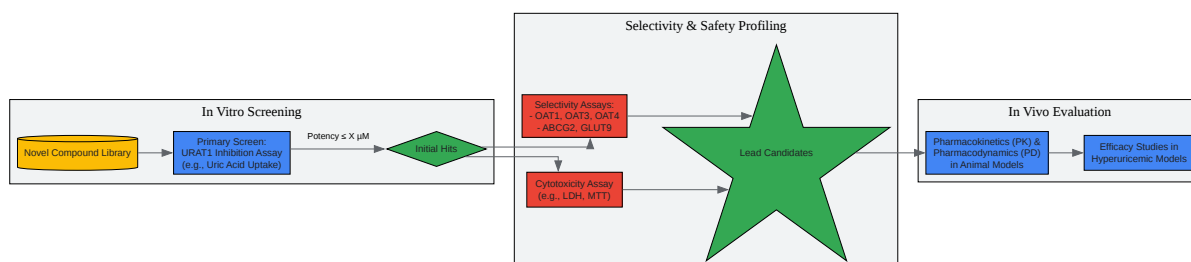 In Vitro Screening
Novel Compound Library
Primary Screen:
URAT1 Inhibition Assay
(e.g., Uric Acid Uptake)
Potency ≤ X µM
Initial Hits
Selectivity & Safety Profiling
Selectivity Assays:
- OAT1, OAT3, OAT4
- ABCG2, GLUT9
Cytotoxicity Assay
(e.g., LDH, MTT)
Lead Candidates
In Vivo Evaluation
Pharmacokinetics (PK) &
Pharmacodynamics (PD)
in Animal Models
Efficacy Studies in
Hyperuricemic Models